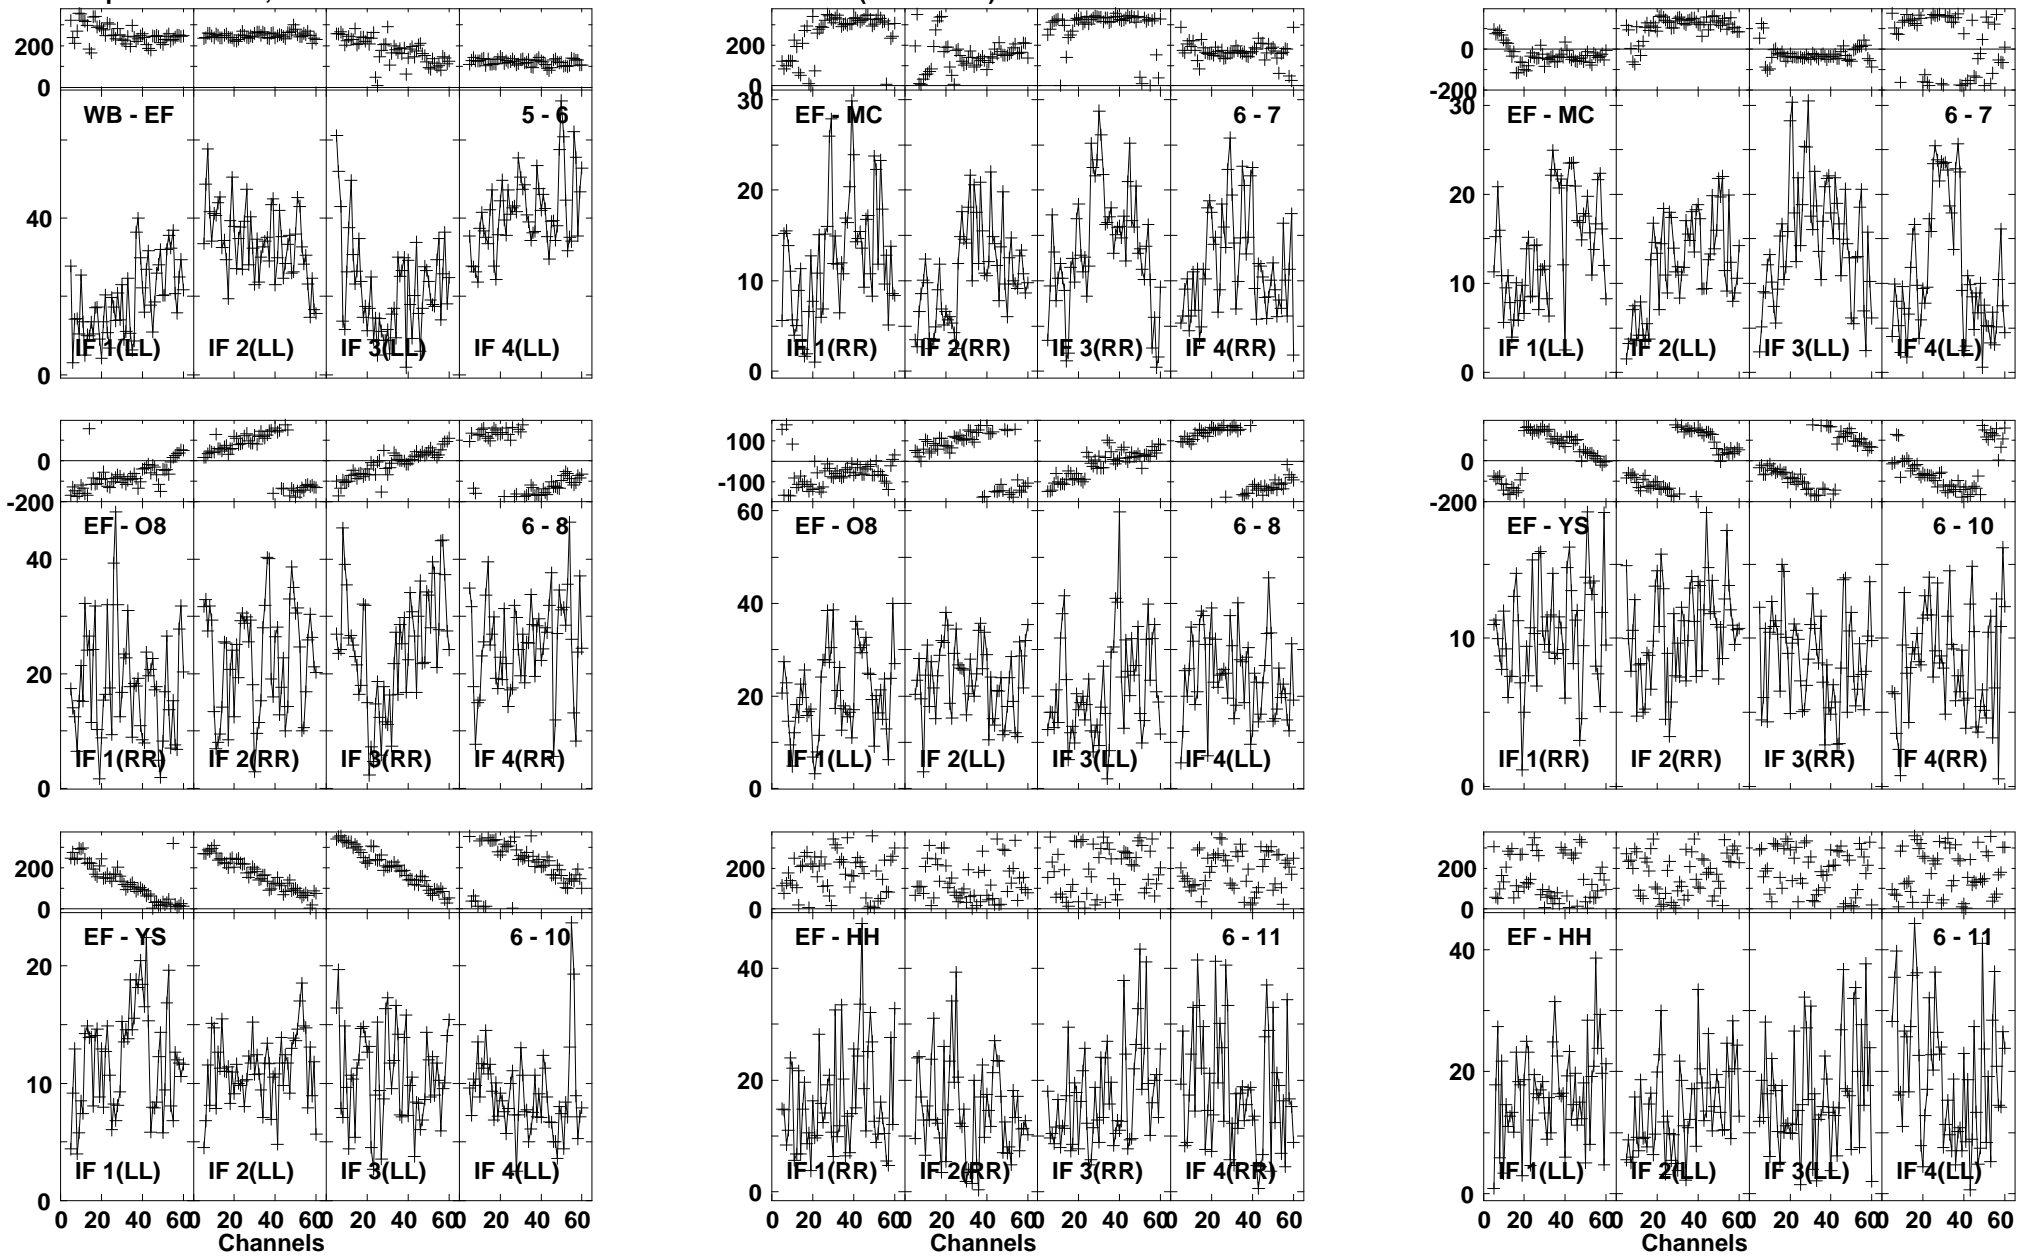 200 200 0
0 0 -200
WB - EF 5 - 6 30 EF - MC 6 - 7 30 EF - MC 6 - 7
40 20 20
10 10
IF 1(LL) IF 2(LL) IF 3(LL) IF 4(LL) IF 1(RR) IF 2(RR) IF 3(RR) IF 4(RR) IF 1(LL) IF 2(LL) IF 3(LL) IF 4(LL)
0 0 0
0 100 0
-200 -100 -200
EF - O8 6 - 8 60 EF - O8 6 - 8 EF - YS 6 - 10
40 40 10
20 20
IF 1(RR) IF 2(RR) IF 3(RR) IF 4(RR) IF 1(LL) IF 2(LL) IF 3(LL) IF 4(LL) IF 1(RR) IF 2(RR) IF 3(RR) IF 4(RR)
0 0 0
200 200 200
0 0 0
EF - YS 6 - 10 EF - HH 6 - 11 EF - HH 6 - 11
20 40 40
10 20 20
IF 1(LL) IF 2(LL) IF 3(LL) IF 4(LL) IF 1(RR) IF 2(RR) IF 3(RR) IF 4(RR) IF 1(LL) IF 2(LL) IF 3(LL) IF 4(LL)
0 0 0
0 20 40 60 0 20 40 60 0 20 40 60 0 20 40 60 0 20 40 60 0 20 40 60 0 20 40 60 0 20 40 60 0 20 40 60 0 20 40 60 0 20 40 60 0 20 40 60
Channels Channels Channels